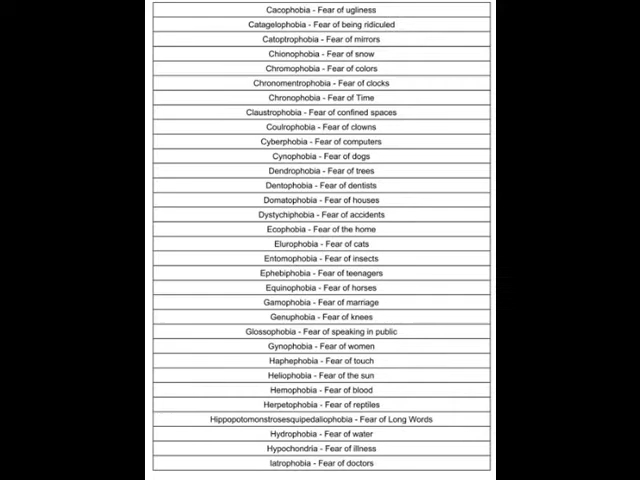 Cacophobia - Fear of ugliness
Catagelophobia - Fear of being ridiculed
Catoptrophobia - Fear of mirrors
Chionophobia - Fear of snow
Chromophobia - Fear of colors
Chronomentrophobia - Fear of clocks
Chronophobia - Fear of Time
Claustrophobia - Fear of confined spaces
Coulrophobia - Fear of clowns
Cyberphobia - Fear of computers
Cynophobia - Fear of dogs
Dendrophobia - Fear of trees
Dentophobia - Fear of dentists
Domatophobia - Fear of houses
Dystychiphobia - Fear of accidents
Ecophobia - Fear of the home
Elurophobia - Fear of cats
Entomophobia - Fear of insects
Ephebiphobia - Fear of teenagers
Equinophobia - Fear of horses
Gamophobia - Fear of marriage
Genuphobia - Fear of knees
Glossophobia - Fear of speaking in public
Gynophobia - Fear of women
Haphephobia - Fear of touch
Heliophobia - Fear of the sun
Hemophobia - Fear of blood
Herpetophobia - Fear of reptiles
Hippopotomonstrosesquipedaliophobia - Fear of Long Words
Hydrophobia - Fear of water
Hypochondria - Fear of illness
Iatrophobia - Fear of doctors